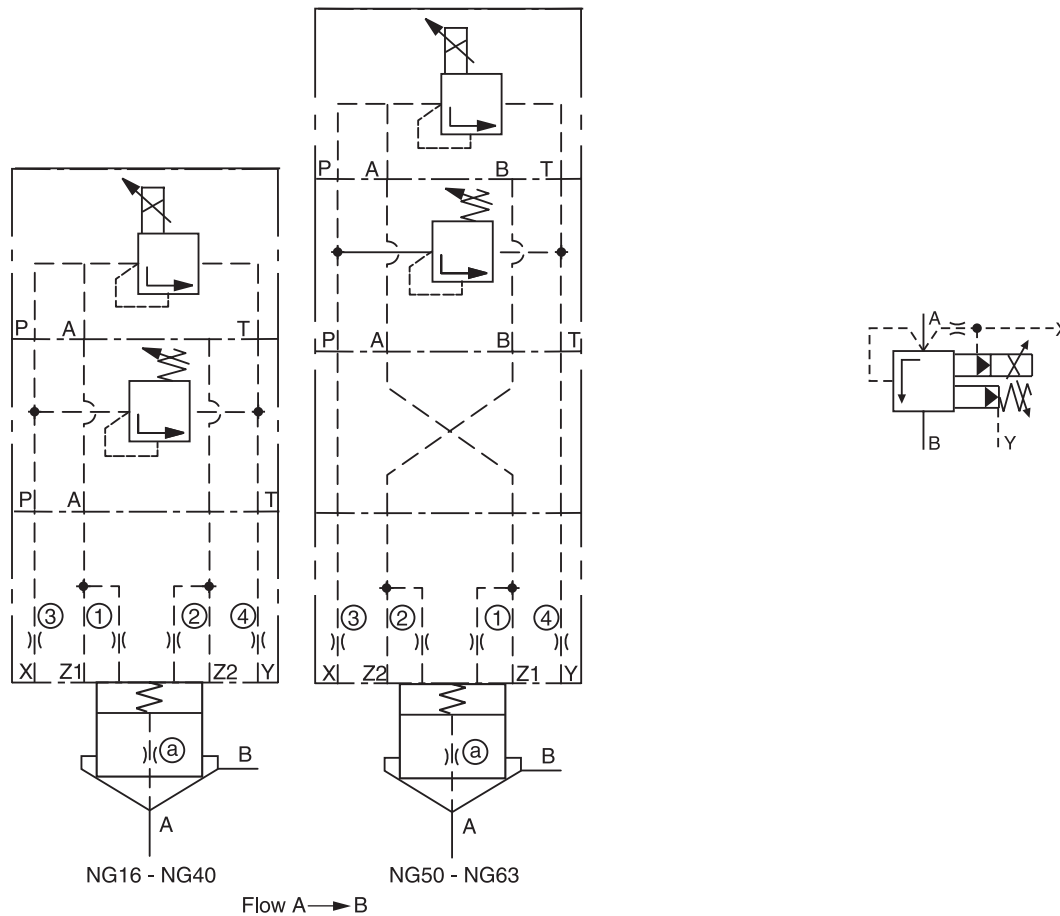 P A B T
P A T
P A B T
P A T
③ ① ② ④
③ ② ① ④
X Z1 Z2 Y
X Z2 Z1 Y
ⓐ B
ⓐ B
A
A
NG16 - NG40
NG50 - NG63
Flow A → B
A X
B Y